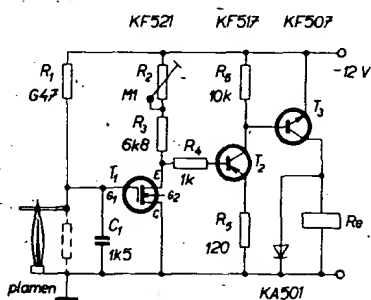 KF521 KF517 KF507
R1
G47
R2
M1
R3
6k8
R4
1k
R6
10k
T3
-12 V
T1
E
G1
G2
C
T2
C1
1k5
R5
120
Re
plamen
KA501